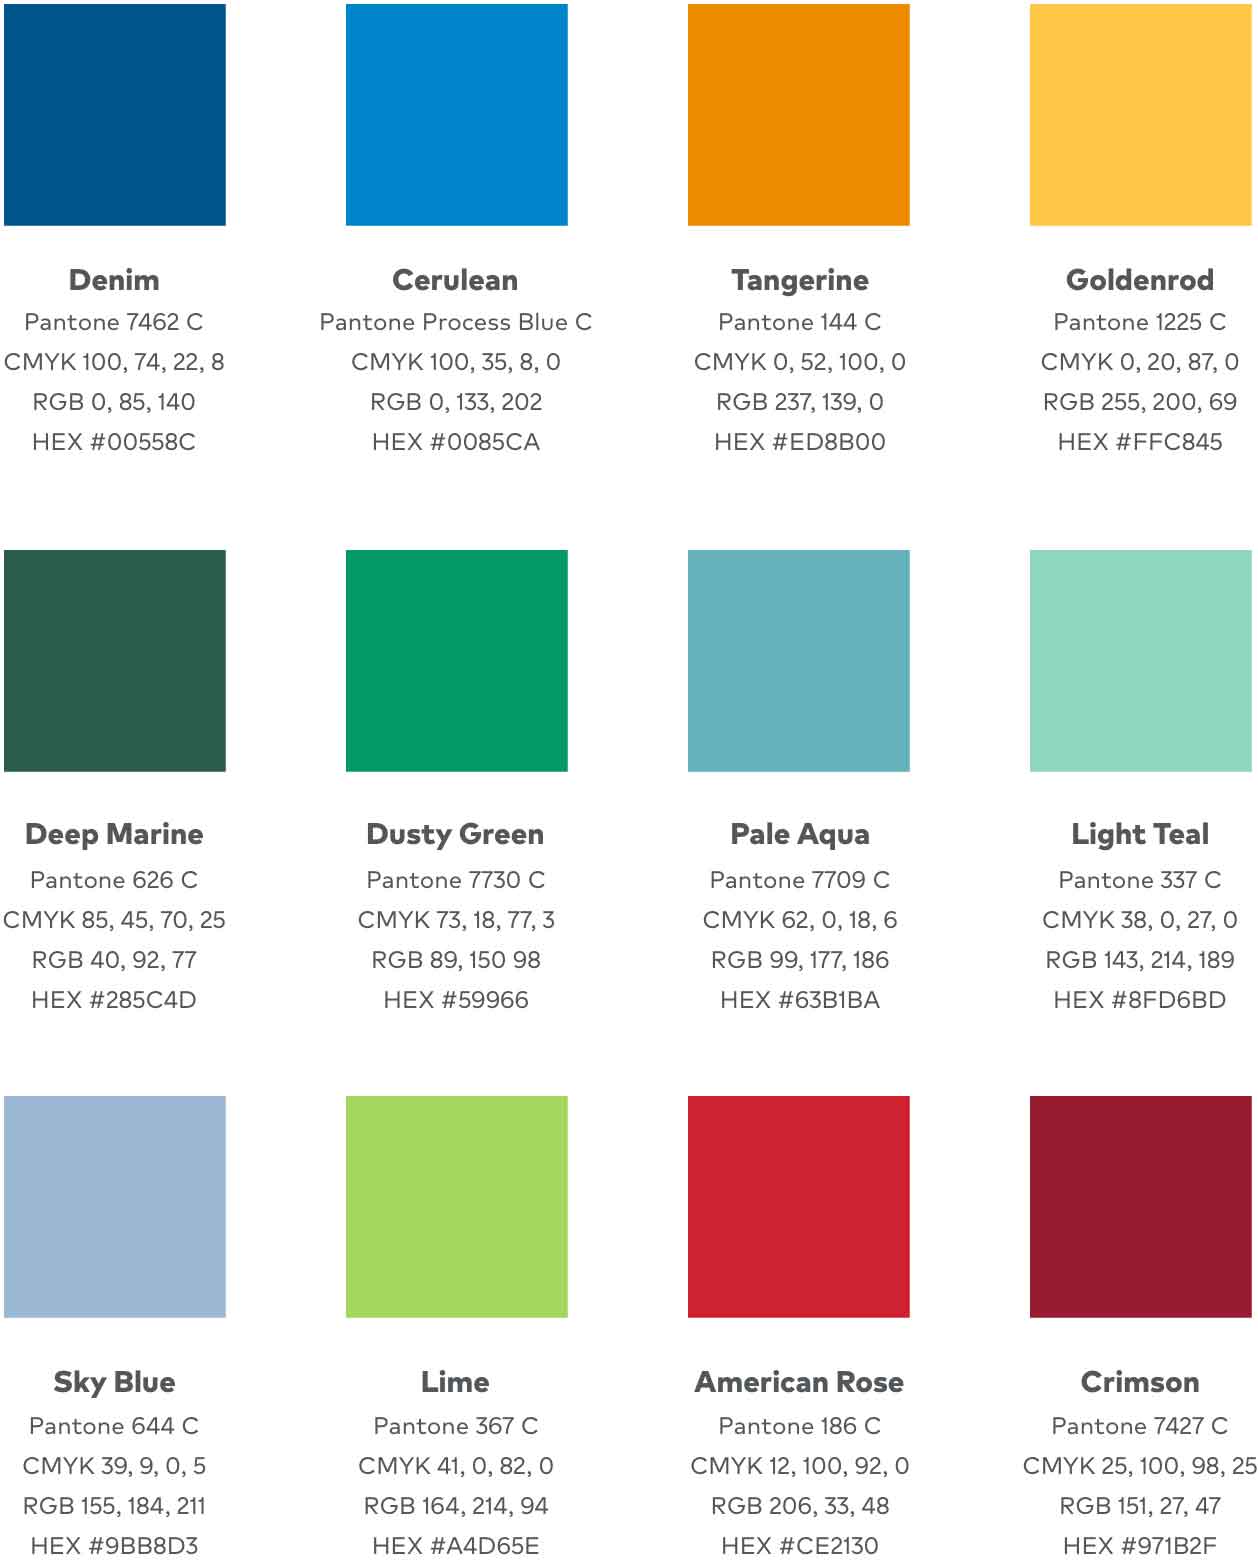 Denim
Pantone 7462 C
CMYK 100, 74, 22, 8
RGB 0, 85, 140
HEX #00558C
Cerulean
Pantone Process Blue C
CMYK 100, 35, 8, 0
RGB 0, 133, 202
HEX #0085CA
Tangerine
Pantone 144 C
CMYK 0, 52, 100, 0
RGB 237, 139, 0
HEX #ED8B00
Goldenrod
Pantone 1225 C
CMYK 0, 20, 87, 0
RGB 255, 200, 69
HEX #FFC845
Deep Marine
Pantone 626 C
CMYK 85, 45, 70, 25
RGB 40, 92, 77
HEX #285C4D
Dusty Green
Pantone 7730 C
CMYK 73, 18, 77, 3
RGB 89, 150 98
HEX #59966
Pale Aqua
Pantone 7709 C
CMYK 62, 0, 18, 6
RGB 99, 177, 186
HEX #63B1BA
Light Teal
Pantone 337 C
CMYK 38, 0, 27, 0
RGB 143, 214, 189
HEX #8FD6BD
Sky Blue
Pantone 644 C
CMYK 39, 9, 0, 5
RGB 155, 184, 211
HEX #9BB8D3
Lime
Pantone 367 C
CMYK 41, 0, 82, 0
RGB 164, 214, 94
HEX #A4D65E
American Rose
Pantone 186 C
CMYK 12, 100, 92, 0
RGB 206, 33, 48
HEX #CE2130
Crimson
Pantone 7427 C
CMYK 25, 100, 98, 25
RGB 151, 27, 47
HEX #971B2F